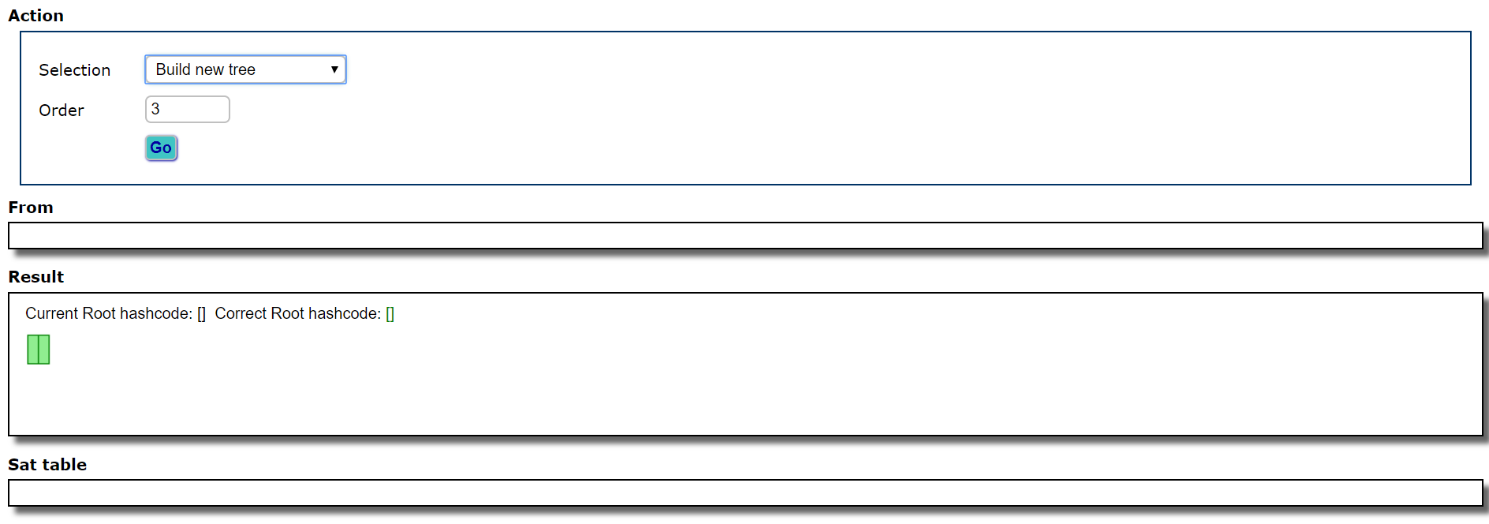 Action
Selection Build new tree
Order 3
Go
From
Result
Current Root hashcode: [] Correct Root hashcode: []
Sat table